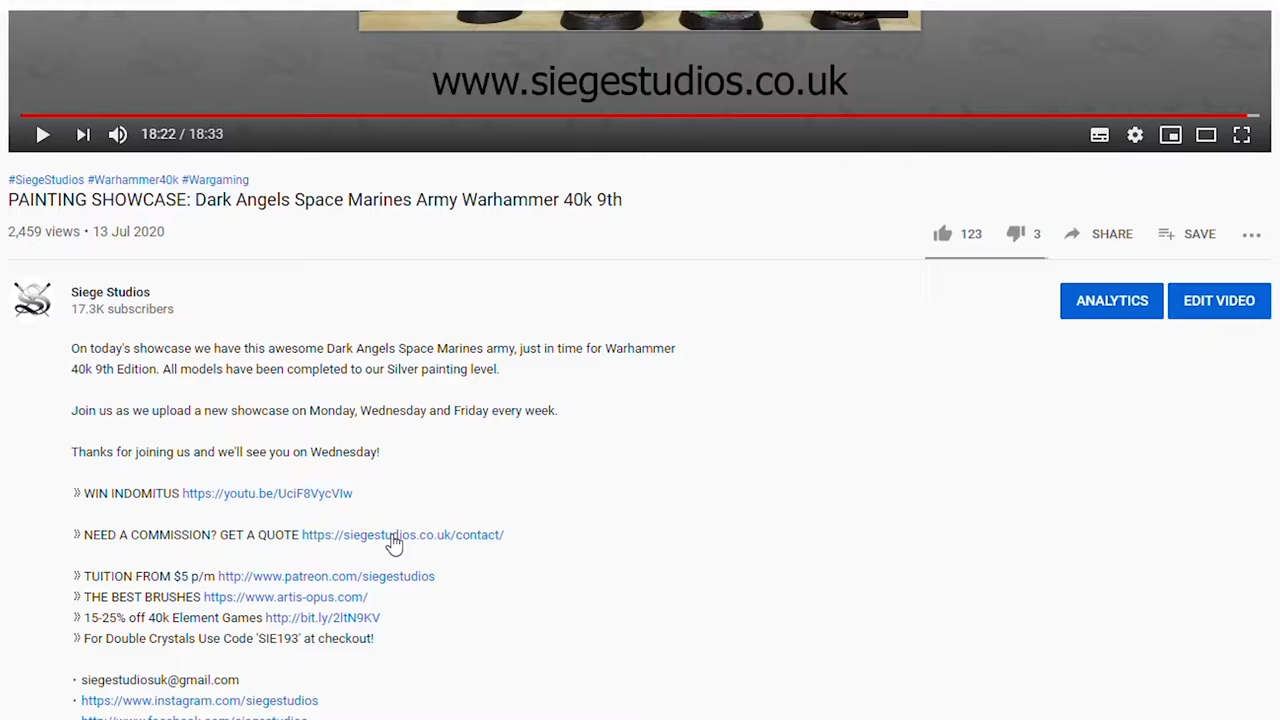 www.siegestudios.co.uk
18:22 / 18:33
#SiegeStudios #Warhammer40k #Wargaming
PAINTING SHOWCASE: Dark Angels Space Marines Army Warhammer 40k 9th
2,459 views • 13 Jul 2020
123 3 SHARE SAVE
Siege Studios
17.3K subscribers
ANALYTICS EDIT VIDEO
On today's showcase we have this awesome Dark Angels Space Marines army, just in time for Warhammer
40k 9th Edition. All models have been completed to our Silver painting level.
Join us as we upload a new showcase on Monday, Wednesday and Friday every week.
Thanks for joining us and we'll see you on Wednesday!
》WIN INDOMITUS https://youtu.be/UciF8VycVIw
》NEED A COMMISSION? GET A QUOTE https://siegestudios.co.uk/contact/
》TUITION FROM $5 p/m http://www.patreon.com/siegestudios
》THE BEST BRUSHES https://www.artis-opus.com/
》15-25% off 40k Element Games http://bit.ly/2ltN9KV
》For Double Crystals Use Code 'SIE193' at checkout!
· siegestudiosuk@gmail.com
· https://www.instagram.com/siegestudios
· http://www.facebook.com/siegestudios